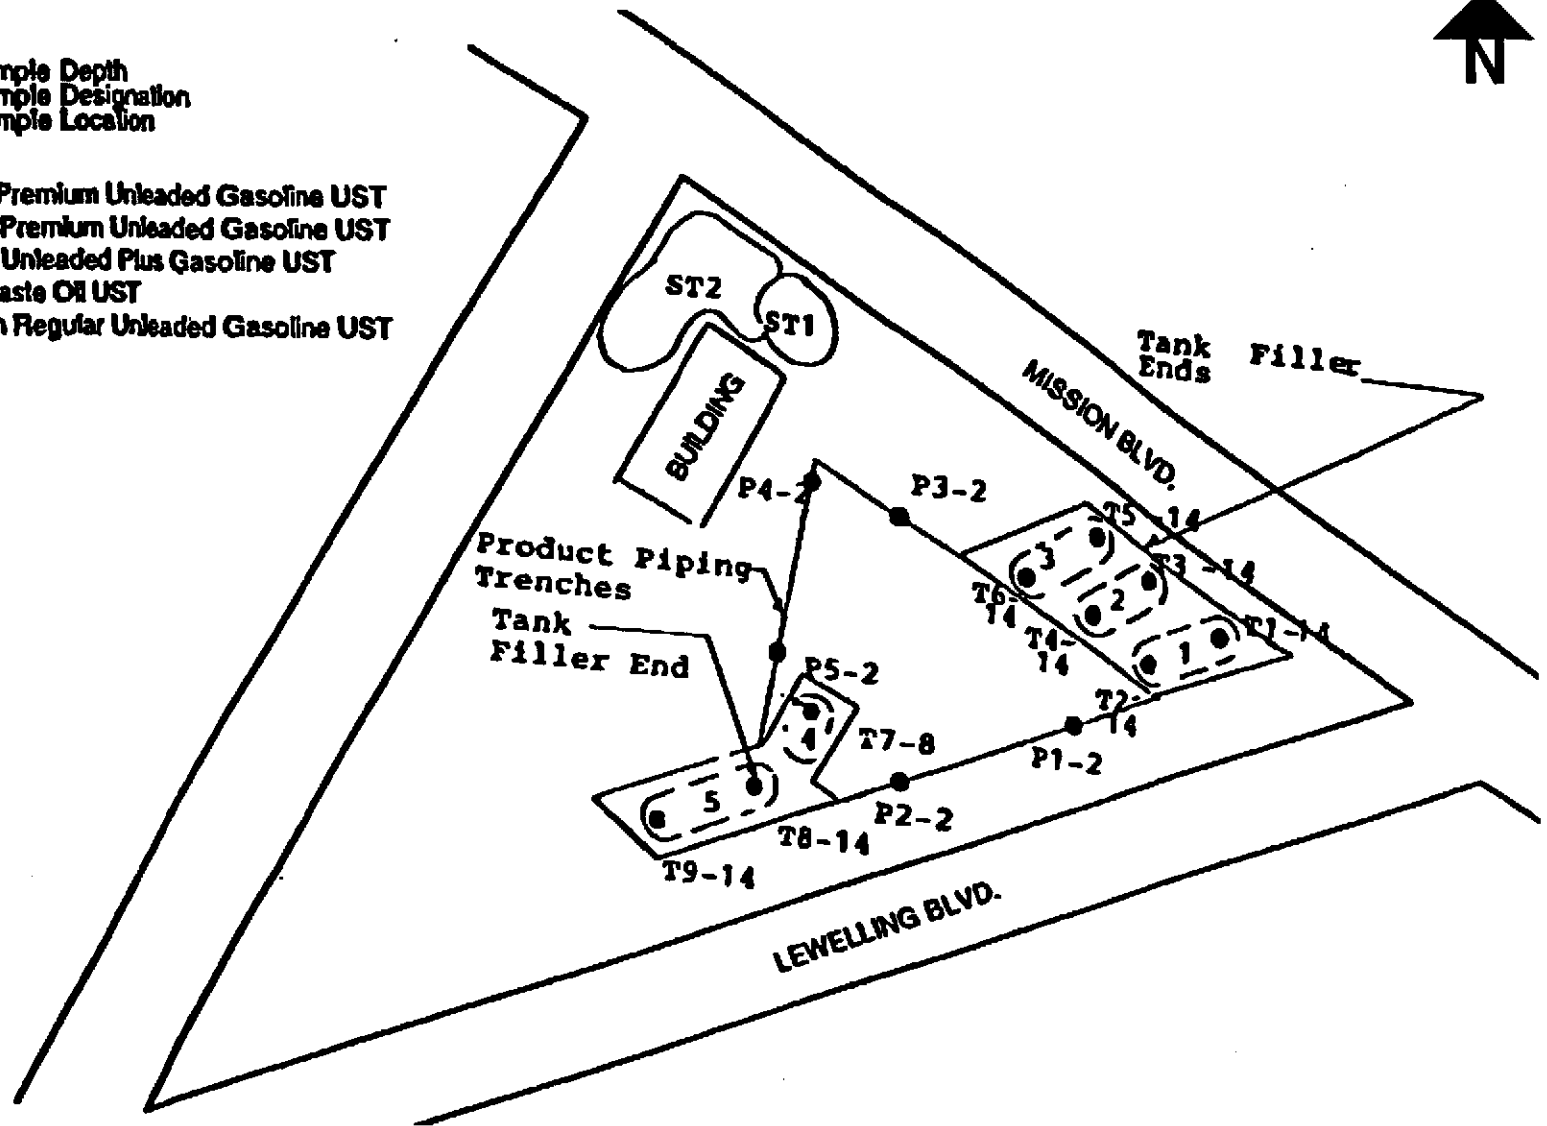 N
mple Depth
mple Designation
mple Location
Premium Unleaded Gasoline UST
Premium Unleaded Gasoline UST
Unleaded Plus Gasoline UST
aste Oil UST
n Regular Unleaded Gasoline UST
ST2
ST1
BUILDING
MISSION BLVD.
Tank Filler
Ends
P4-2
P3-2
T5-14
3
T3-14
2
T6-
14
T4-
14
T1-14
1
T2-
14
Product Piping
Trenches
Tank
Filler End
P5-2
4
T7-8
P1-2
5
P2-2
T8-14
T9-14
LEWELLING BLVD.